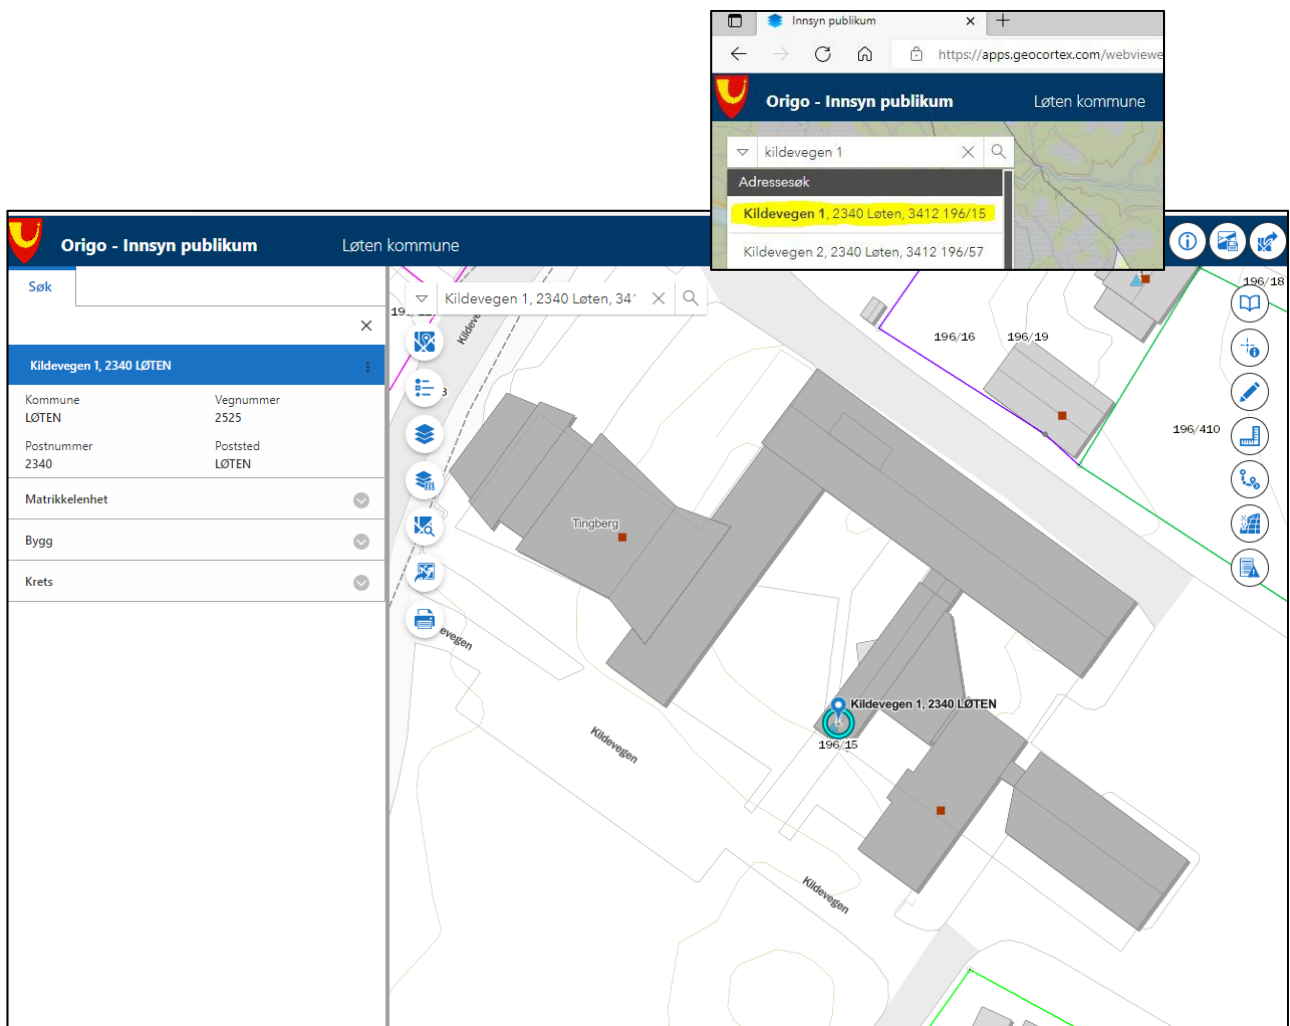 Innsyn publikum
https://apps.geocortex.com/webviewe
Origo - Innsyn publikum
Løten kommune
kildevegen 1
Adressesøk
Kildevegen 1, 2340 Løten, 3412 196/15
Kildevegen 2, 2340 Løten, 3412 196/57
Origo - Innsyn publikum
Løten kommune
Søk
Kildevegen 1, 2340 Løten, 34
Kildevegen 1, 2340 LØTEN
Kommune
LØTEN
Vegnummer
2525
Postnummer
2340
Poststed
LØTEN
Matrikkelenhet
Bygg
Krets
196/18
196/16
196/19
196/410
Tingberg
evegen
Kildevegen 1, 2340 LØTEN
196/15
Kildevegen
Kildevegen